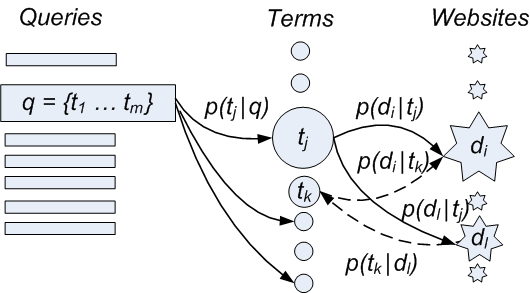 Queries Terms Websites
q = {t1 … tm}
p(tj|q)
p(di|tj)
tj
di
p(di|tk)
tk
p(dl|tj)
dl
p(tk|dl)